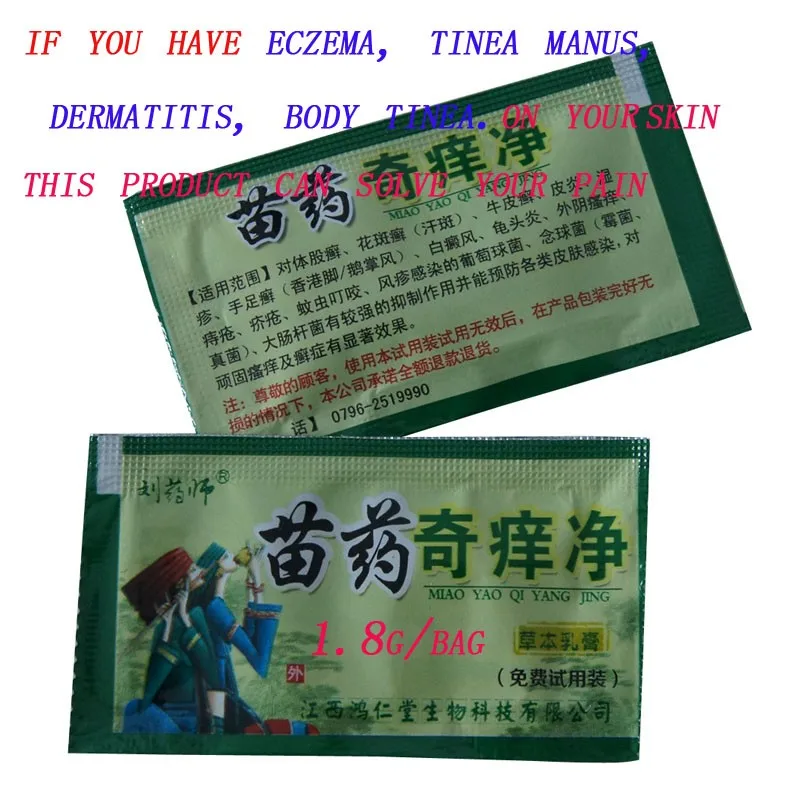 IF YOU HAVE ECZEMA, TINEA MANUS,
DERMATITIS, BODY TINEA. ON YOUR SKIN
THIS PRODUCT CAN SOLVE YOUR PAIN
苗药 奇痒净
MIAO YAO QI
【适用范围】对体股癣、花斑癣（汗斑）、牛皮癣、皮炎、湿
疹、手足癣（香港脚/鹅掌风）、白癜风、龟头炎、外阴瘙痒、
痔疮、疥疮、蚊虫叮咬、风疹感染的葡萄球菌、念球菌（霉菌、
真菌）、大肠杆菌有较强的抑制作用并能预防各类皮肤感染，对
顽固瘙痒及癣症有显著效果。
注：尊敬的顾客，使用本试用装试用无效后，在产品包装完好无
损的情况下，本公司承诺全额退款退货。
话】0796-2519990
刘药师®
苗药 奇痒净
MIAO YAO QI YANG JING
1.8G/BAG
草本乳膏
（免费试用装）
外
江西鸿仁堂生物科技有限公司